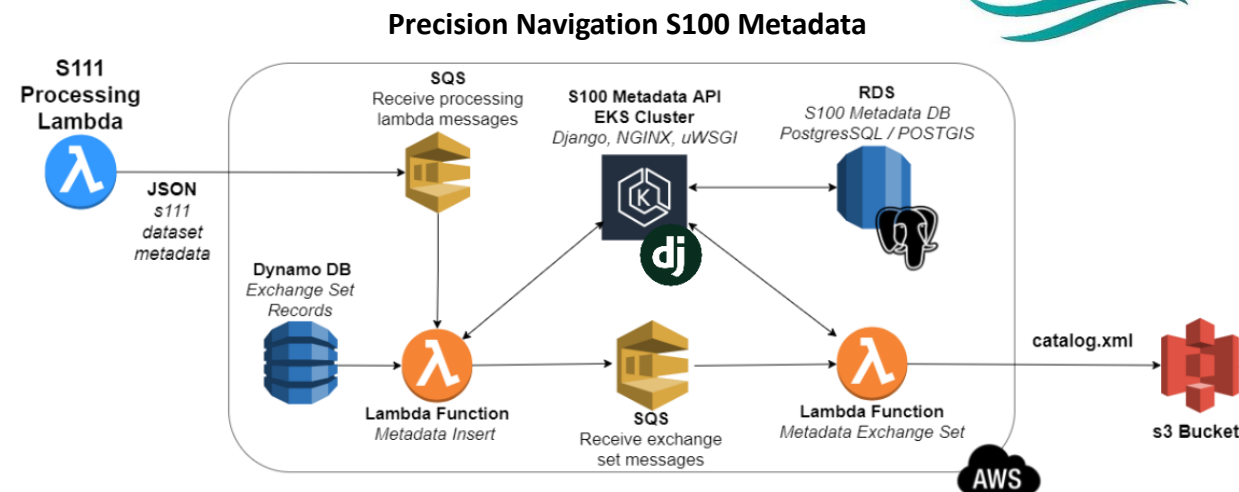 Precision Navigation S100 Metadata
S111
Processing
Lambda
JSON
s111
dataset
metadata
SQS
Receive processing
lambda messages
S100 Metadata API
EKS Cluster
Django, NGINX, uWSGI
K
dj
RDS
S100 Metadata DB
PostgresSQL / POSTGIS
Dynamo DB
Exchange Set
Records
λ
λ
λ
Lambda Function
Metadata Insert
SQS
Receive exchange
set messages
Lambda Function
Metadata Exchange Set
catalog.xml
s3 Bucket
AWS